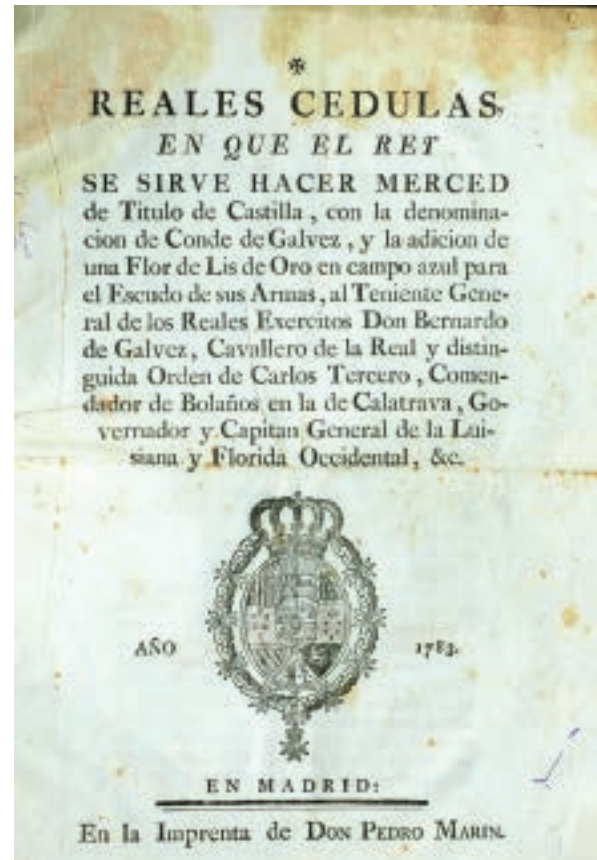 REALES CEDULAS,
EN QUE EL REY
SE SIRVE HACER MERCED
de Titulo de Castilla, con la denomina-
cion de Conde de Galvez, y la adicion de
una Flor de Lis de Oro en campo azul para
el Escudo de sus Armas, al Teniente Gene-
ral de los Reales Exercitos Don Bernardo
de Galvez, Cavallero de la Real y distin-
guida Orden de Carlos Tercero, Comen-
dador de Bolaños en la de Calatrava, Go-
vernador y Capitan General de la Lui-
siana y Florida Occidental, &c.
AÑO 1783.
EN MADRID:
En la Imprenta de DON PEDRO MARIN.